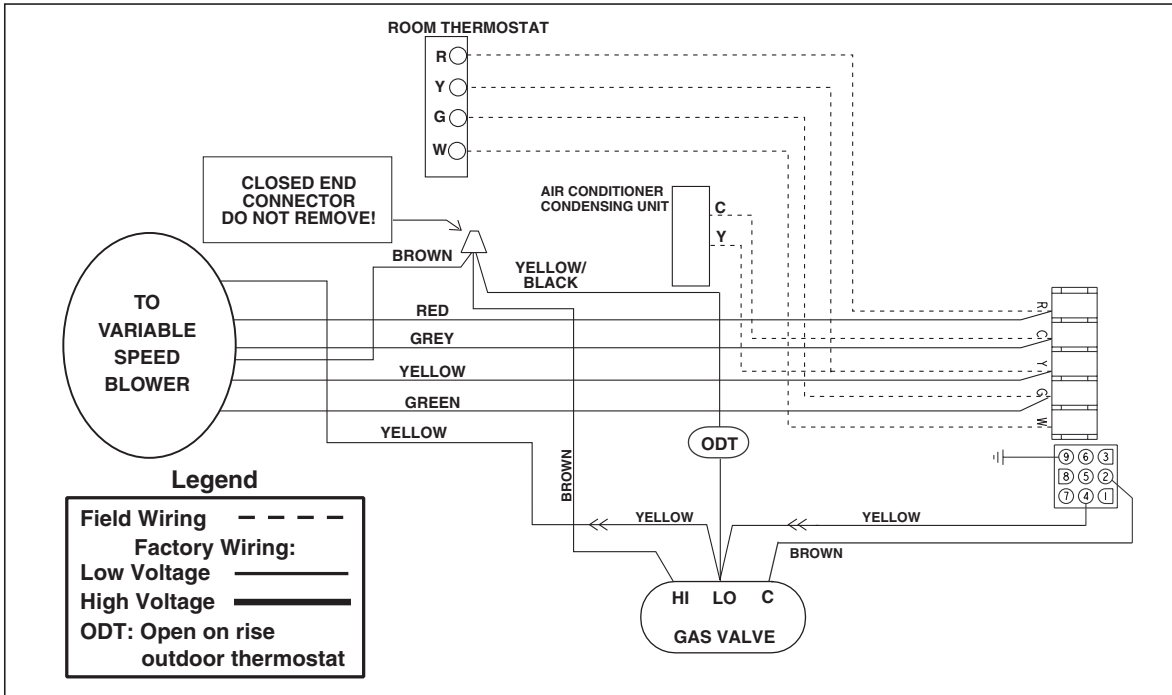 ROOM THERMOSTAT
R
Y
G
W
CLOSED END
CONNECTOR
DO NOT REMOVE!
AIR CONDITIONER
CONDENSING UNIT
C
Y
BROWN
YELLOW/
BLACK
TO
VARIABLE
SPEED
BLOWER
RED
GREY
YELLOW
GREEN
YELLOW
R
C
Y
G
W
ODT
BROWN
9 6 3
8 5 2
7 4 1
YELLOW
YELLOW
BROWN
HI LO C
GAS VALVE
Legend
Field Wiring
Factory Wiring:
Low Voltage
High Voltage
ODT: Open on rise
outdoor thermostat